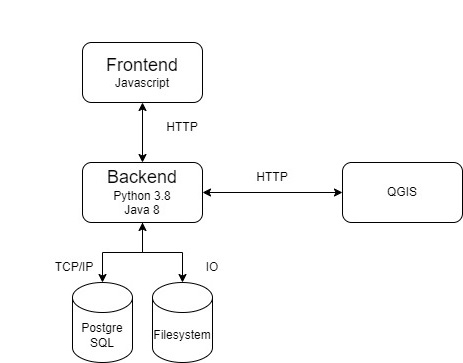 Frontend
Javascript
HTTP
Backend
Python 3.8
Java 8
HTTP
QGIS
TCP/IP
IO
Postgre
SQL
Filesystem